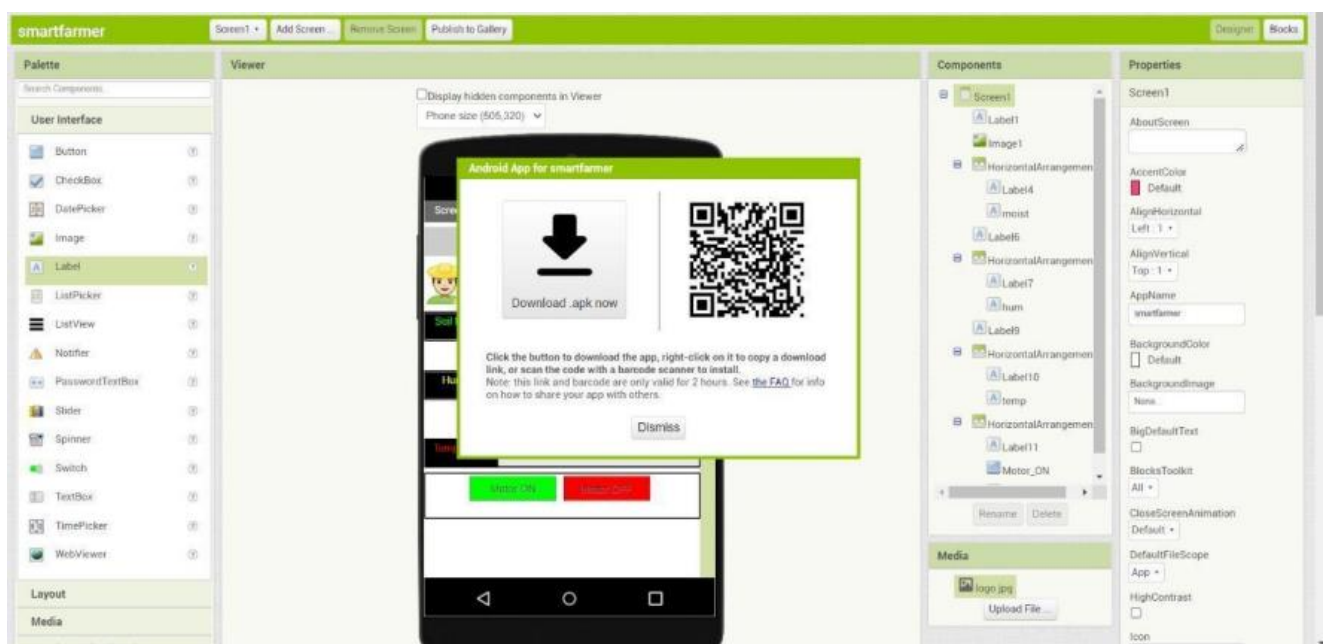 smartfarmer
Screen1
Add Screen ...
Remove Screen
Publish to Gallery
Designer
Blocks
Palette
Search Components...
User Interface
Button
CheckBox
DatePicker
Image
Label
ListPicker
ListView
Notifier
PasswordTextBox
Slider
Spinner
Switch
TextBox
TimePicker
WebViewer
Layout
Media
Viewer
Display hidden components in Viewer
Phone size (505,320)
Android App for smartfarmer
Download .apk now
Click the button to download the app, right-click on it to copy a download
link, or scan the code with a barcode scanner to install.
Note: this link and barcode are only valid for 2 hours. See the FAQ for info
on how to share your app with others.
Dismiss
Scree
Soil
Hu
Motor ON
Motor OFF
Components
Screen1
Label1
Image1
HorizontalArrangemen
Label4
moist
Label6
HorizontalArrangemen
Label7
hum
Label9
HorizontalArrangemen
Label10
temp
HorizontalArrangemen
Label11
Motor_ON
Rename
Delete
Media
logo.jpg
Upload File ...
Properties
Screen1
AboutScreen
AccentColor
Default
AlignHorizontal
Left : 1
AlignVertical
Top : 1
AppName
smartfarmer
BackgroundColor
Default
BackgroundImage
None...
BigDefaultText
BlocksToolkit
All
CloseScreenAnimation
Default
DefaultFileScope
App
HighContrast
Icon